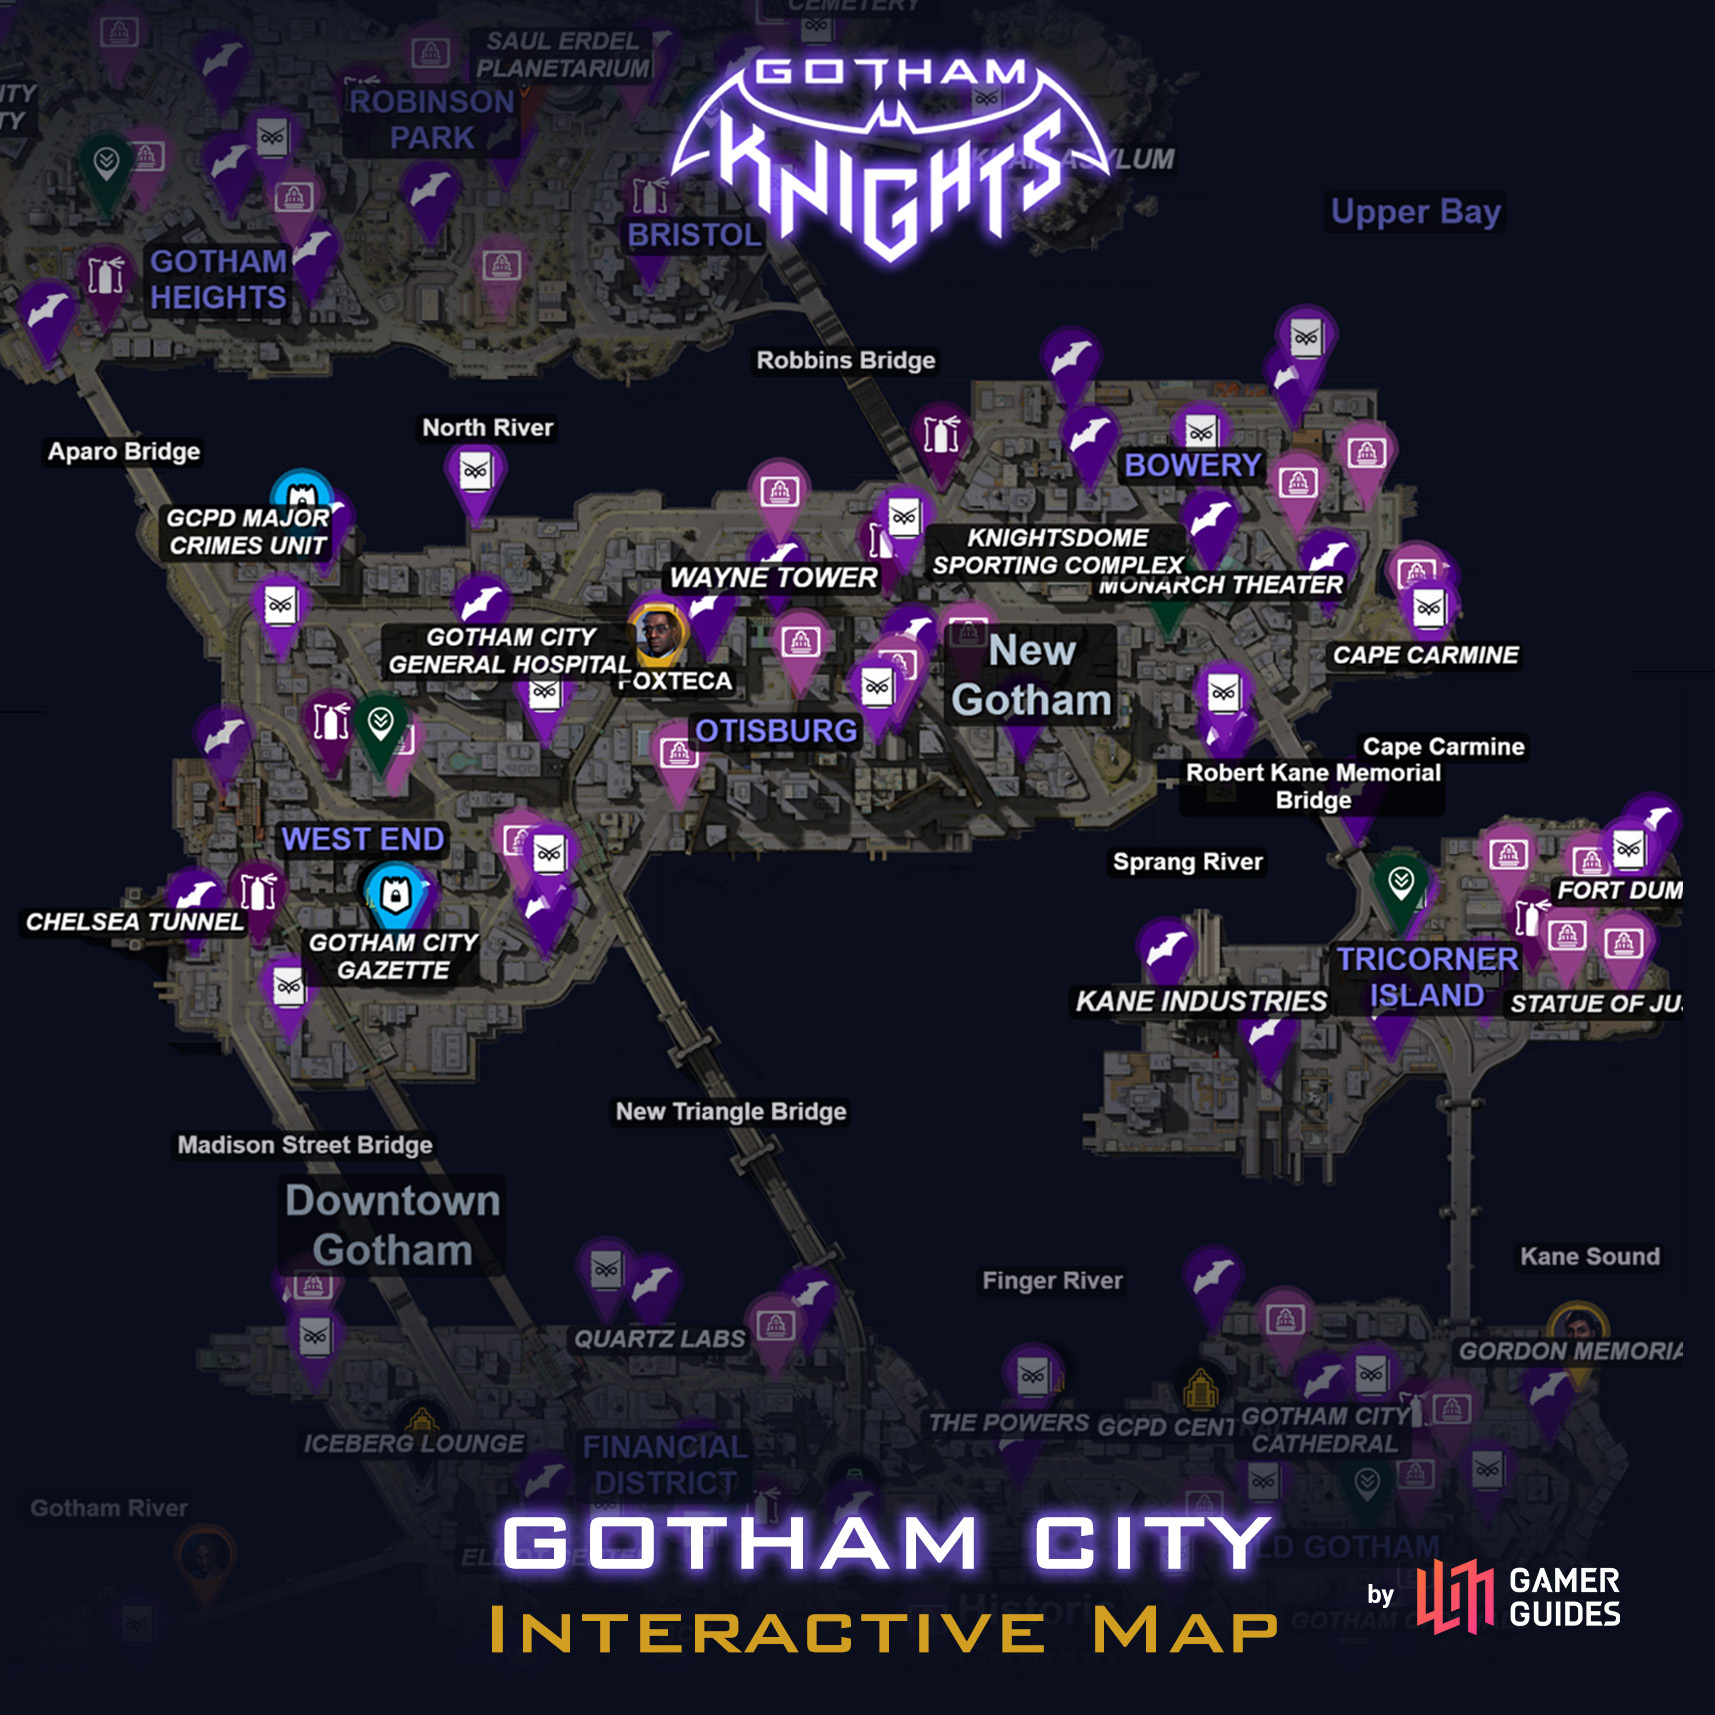 CEMETERY
SAUL ERDEL
PLANETARIUM
GOTHAM
KNIGHTS
ITY
TY
ROBINSON
PARK
ASYLUM
BRISTOL
Upper Bay
GOTHAM
HEIGHTS
Robbins Bridge
North River
Aparo Bridge
BOWERY
GCPD MAJOR
CRIMES UNIT
KNIGHTSDOME
SPORTING COMPLEX
WAYNE TOWER
MONARCH THEATER
GOTHAM CITY
GENERAL HOSPITAL
FOXTECA
New
Gotham
CAPE CARMINE
OTISBURG
Cape Carmine
Robert Kane Memorial
Bridge
WEST END
Sprang River
FORT DUM
CHELSEA TUNNEL
GOTHAM CITY
GAZETTE
TRICORNER
ISLAND
KANE INDUSTRIES
STATUE OF JU
New Triangle Bridge
Madison Street Bridge
Downtown
Gotham
Kane Sound
Finger River
QUARTZ LABS
GORDON MEMORIA
THE POWERS
GCPD CENT
GOTHAM CITY
CATHEDRAL
ICEBERG LOUNGE
FINANCIAL
DISTRICT
Gotham River
LD GOTHAM
GOTHAM CITY
Historic
Gotham
INTERACTIVE MAP
by
GAMER
GUIDES